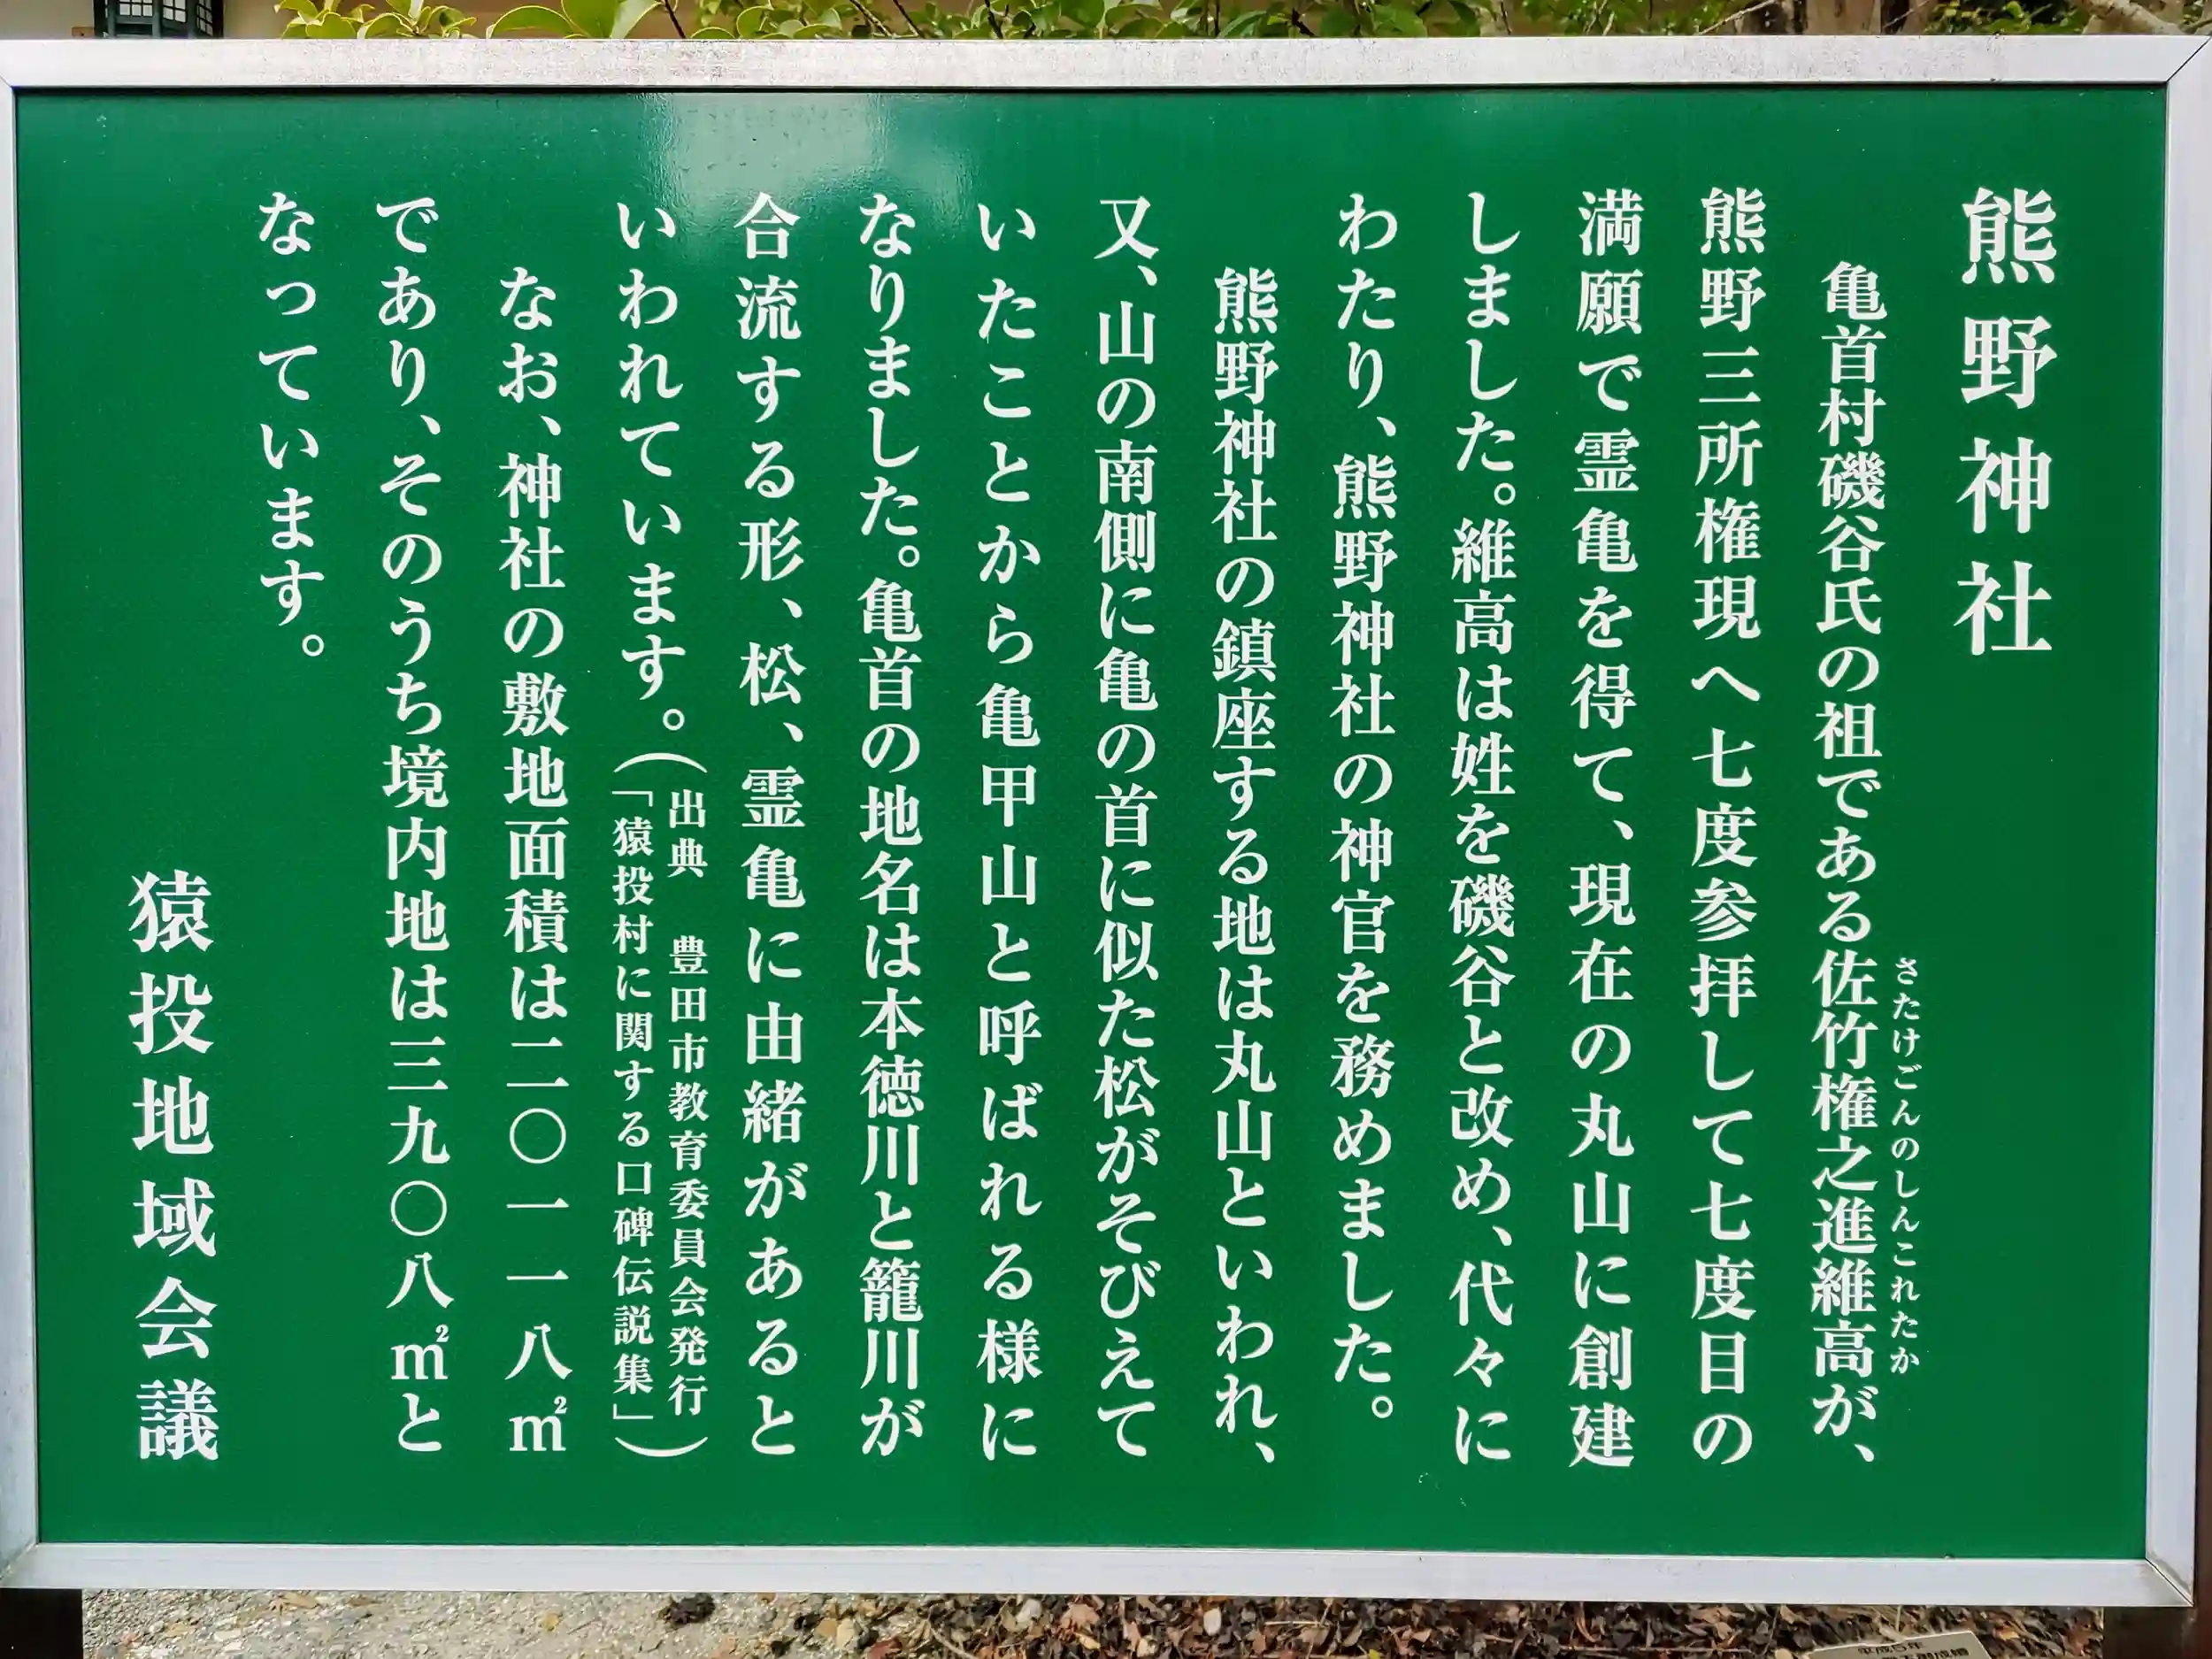 熊野神社
亀首村磯谷氏の祖である佐竹権之進維高が、
さたけごんのしんこれたか
熊野三所権現へ七度参拝して七度目の
満願で霊亀を得て、現在の丸山に創建
しました。維高は姓を磯谷と改め、代々に
わたり、熊野神社の神官を務めました。
熊野神社の鎮座する地は丸山といわれ、
又、山の南側に亀の首に似た松がそびえて
いたことから亀甲山と呼ばれる様に
なりました。亀首の地名は本徳川と籠川が
合流する形、松、霊亀に由緒があると
いわれています。(出典 豊田市教育委員会発行
「猿投村に関する口碑伝説集」)
なお、神社の敷地面積は二〇一一八㎡
であり、そのうち境内地は三九〇八㎡と
なっています。
猿投地域会議